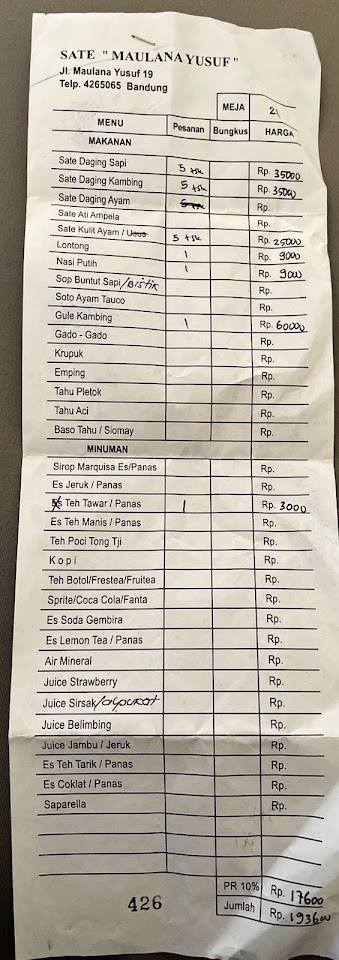 SATE " MAULANA YUSUF "
Jl. Maulana Yusuf 19
Telp. 4265065 Bandung
MEJA 21
MENU Pesanan Bungkus HARGA
MAKANAN
Sate Daging Sapi 5 tsk Rp. 35000
Sate Daging Kambing 5 tsk Rp. 35000
Sate Daging Ayam 5 tsk Rp.
Sate Ati Ampela Rp.
Sate Kulit Ayam / Usus 5 tsk Rp. 25000
Lontong 1 Rp. 9000
Nasi Putih 1 Rp. 9000
Sop Buntut Sapi/Bistik Rp.
Soto Ayam Tauco Rp.
Gule Kambing 1 Rp. 60000
Gado - Gado Rp.
Krupuk Rp.
Emping Rp.
Tahu Pletok Rp.
Tahu Aci Rp.
Baso Tahu / Siomay Rp.
MINUMAN
Sirop Marquisa Es/Panas Rp.
Es Jeruk / Panas Rp.
Es Teh Tawar / Panas 1 Rp. 3000
Es Teh Manis / Panas Rp.
Teh Poci Tong Tji Rp.
K o p i Rp.
Teh Botol/Frestea/Fruitea Rp.
Sprite/Coca Cola/Fanta Rp.
Es Soda Gembira Rp.
Es Lemon Tea / Panas Rp.
Air Mineral Rp.
Juice Strawberry Rp.
Juice Sirsak/alpukat Rp.
Juice Belimbing Rp.
Juice Jambu / Jeruk Rp.
Es Teh Tarik / Panas Rp.
Es Coklat / Panas Rp.
Saparella Rp.
PR 10% Rp. 17600
426
Jumlah Rp. 193600